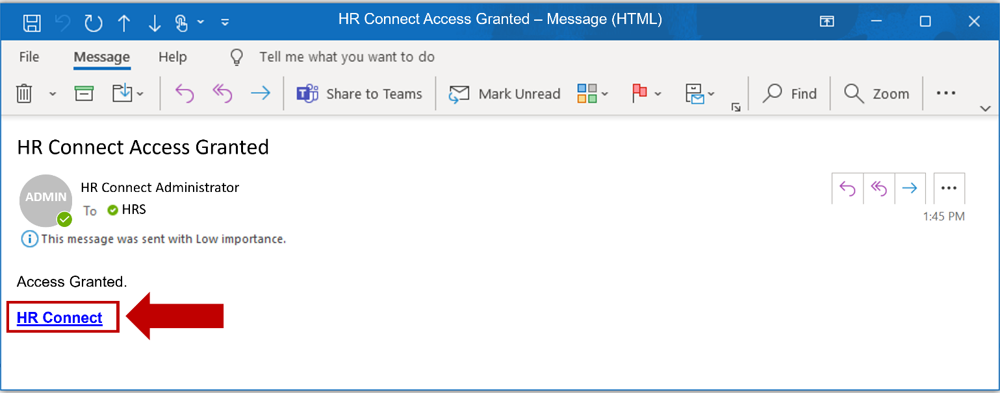 HR Connect Access Granted – Message (HTML)
File Message Help Tell me what you want to do
Share to Teams Mark Unread Find Zoom
HR Connect Access Granted
ADMIN
HR Connect Administrator
To HRS
1:45 PM
This message was sent with Low importance.
Access Granted.
HR Connect